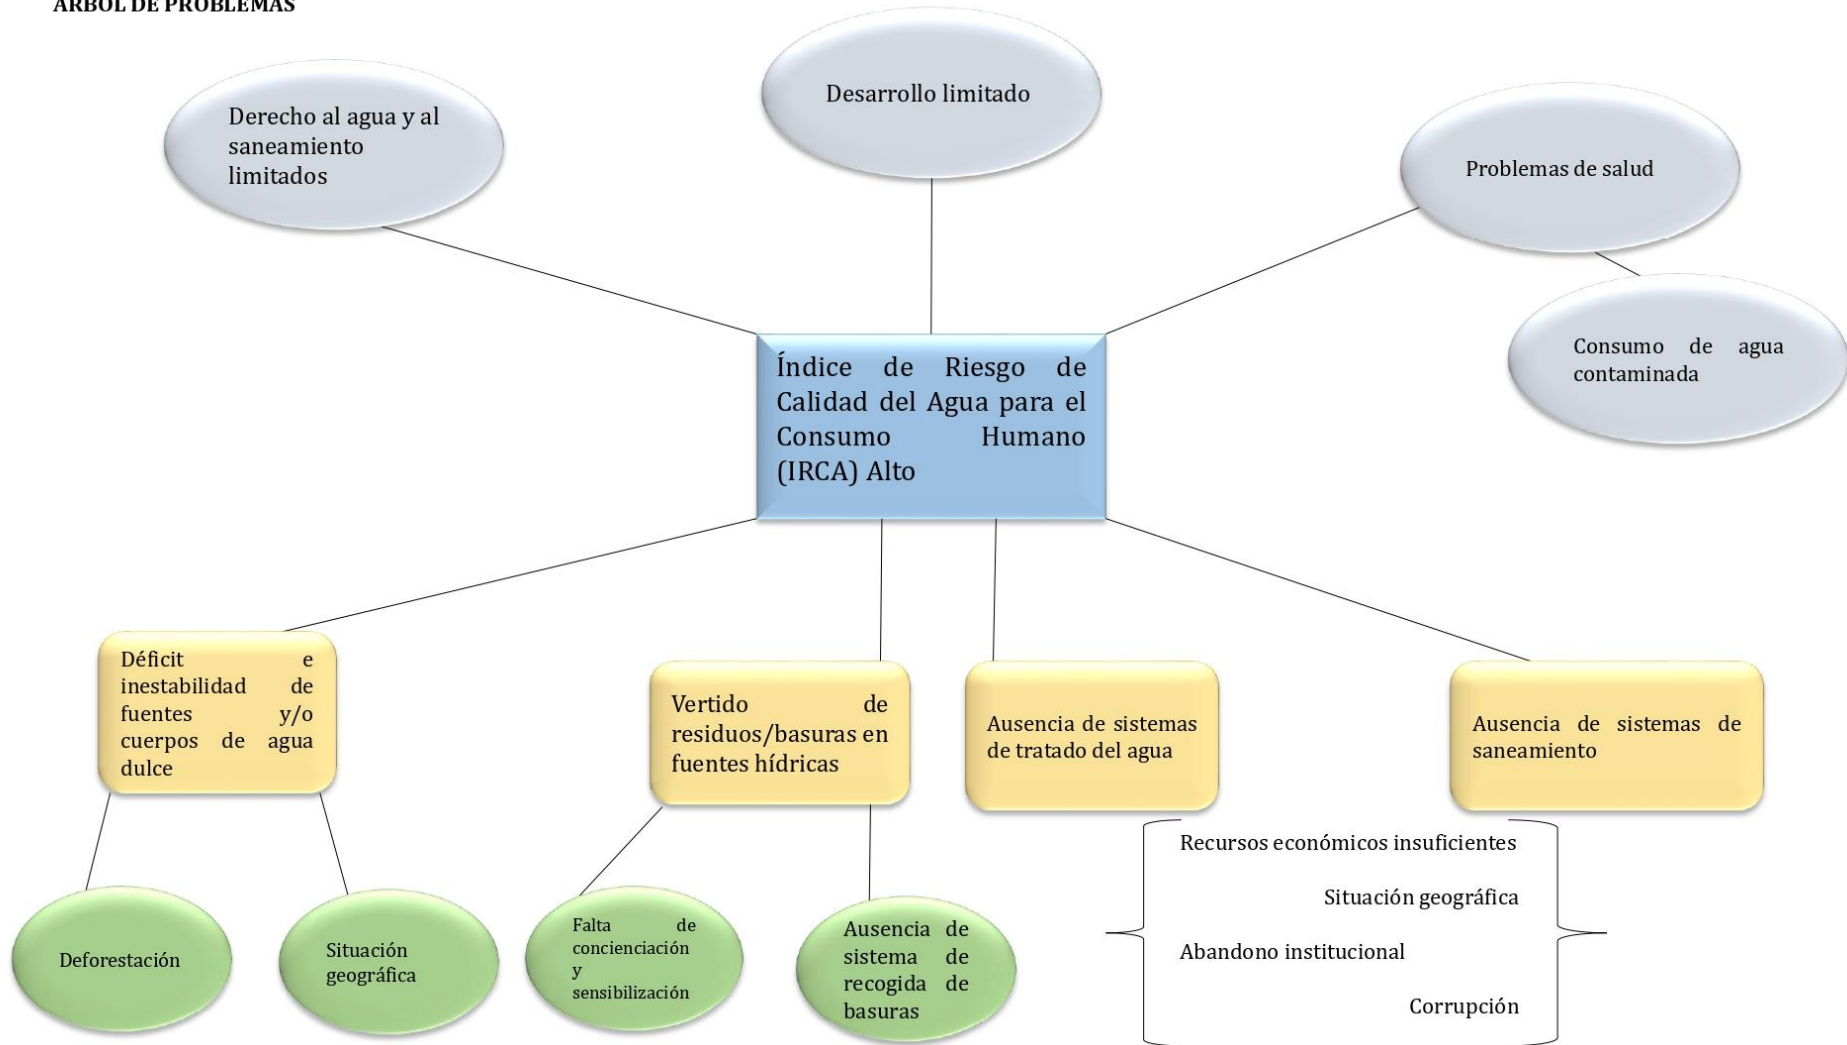 ÁRBOL DE PROBLEMAS
Desarrollo limitado
Derecho al agua y al
saneamiento
limitados
Problemas de salud
Consumo de agua
contaminada
Índice de Riesgo de
Calidad del Agua para el
Consumo Humano
(IRCA) Alto
Déficit e
inestabilidad de
fuentes y/o
cuerpos de agua
dulce
Vertido de
residuos/basuras en
fuentes hídricas
Ausencia de sistemas
de tratado del agua
Ausencia de sistemas de
saneamiento
Deforestación
Situación
geográfica
Falta de
concienciación
y
sensibilización
Ausencia de
sistema de
recogida de
basuras
Recursos económicos insuficientes
Situación geográfica
Abandono institucional
Corrupción